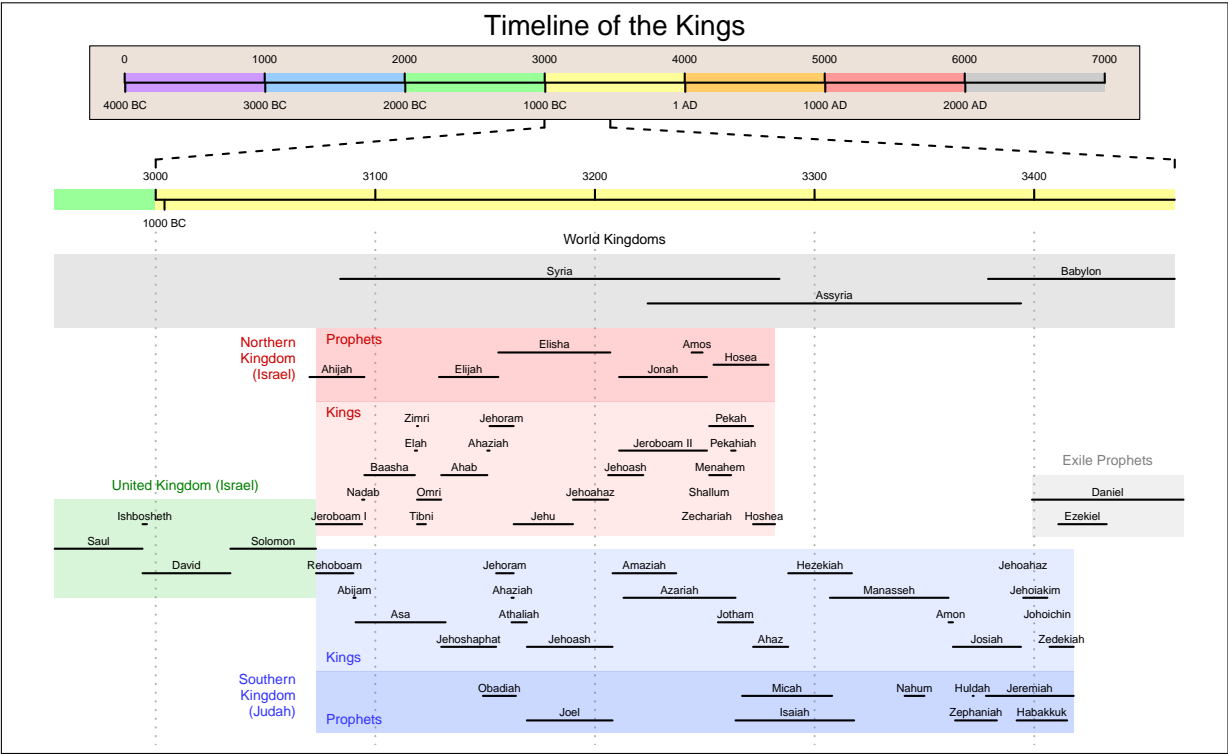 Timeline of the Kings
0 1000 2000 3000 4000 5000 6000 7000
4000 BC 3000 BC 2000 BC 1000 BC 1 AD 1000 AD 2000 AD
3000 3100 3200 3300 3400
1000 BC
World Kingdoms
Syria Babylon
Assyria
Northern
Kingdom
(Israel)
Prophets
Elisha Amos
Hosea
Ahijah Elijah Jonah
Kings
Zimri Jehoram Pekah
Elah Ahaziah Jeroboam II Pekahiah
Baasha Ahab Jehoash Menahem
Nadab Omri Jehoahaz Shallum
Jeroboam I Tibni Jehu Zechariah Hoshea
Exile Prophets
Daniel
Ezekiel
United Kingdom (Israel)
Ishbosheth
Saul Solomon
David
Rehoboam Jehoram Amaziah Hezekiah Jehoahaz
Abijam Ahaziah Azariah Manasseh Jehoiakim
Asa Athaliah Jotham Amon Johoichin
Jehoshaphat Jehoash Ahaz Josiah Zedekiah
Kings
Southern
Kingdom
(Judah)
Obadiah Micah Nahum Huldah Jeremiah
Joel Isaiah Zephaniah Habakkuk
Prophets